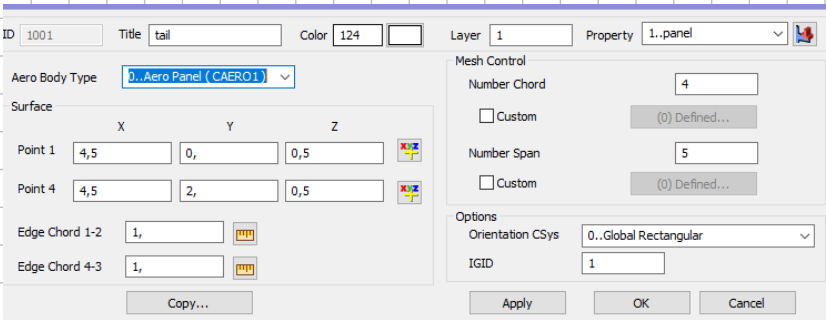 ID 1001 Title tail Color 124 Layer 1 Property 1..panel
Aero Body Type 0..Aero Panel (CAERO1)
Surface
X Y Z
Point 1 4,5 0, 0,5 xyz
Point 4 4,5 2, 0,5 xyz
Edge Chord 1-2 1,
Edge Chord 4-3 1,
Copy...
Mesh Control
Number Chord 4
Custom (0) Defined...
Number Span 5
Custom (0) Defined...
Options
Orientation CSys 0..Global Rectangular
IGID 1
Apply OK Cancel